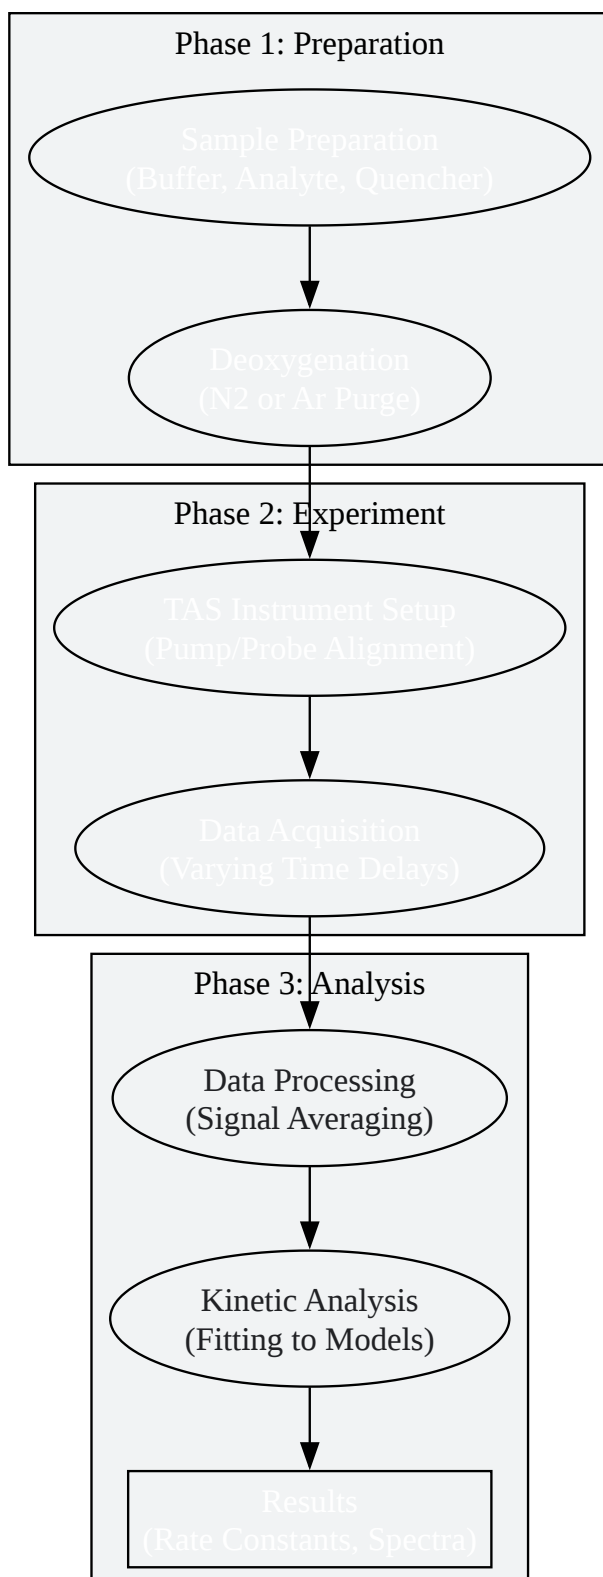 Phase 1: Preparation
Sample Preparation
(Buffer, Analyte, Quencher)
Deoxygenation
(N2 or Ar Purge)
Phase 2: Experiment
TAS Instrument Setup
(Pump/Probe Alignment)
Data Acquisition
(Varying Time Delays)
Phase 3: Analysis
Data Processing
(Signal Averaging)
Kinetic Analysis
(Fitting to Models)
Results
(Rate Constants, Spectra)